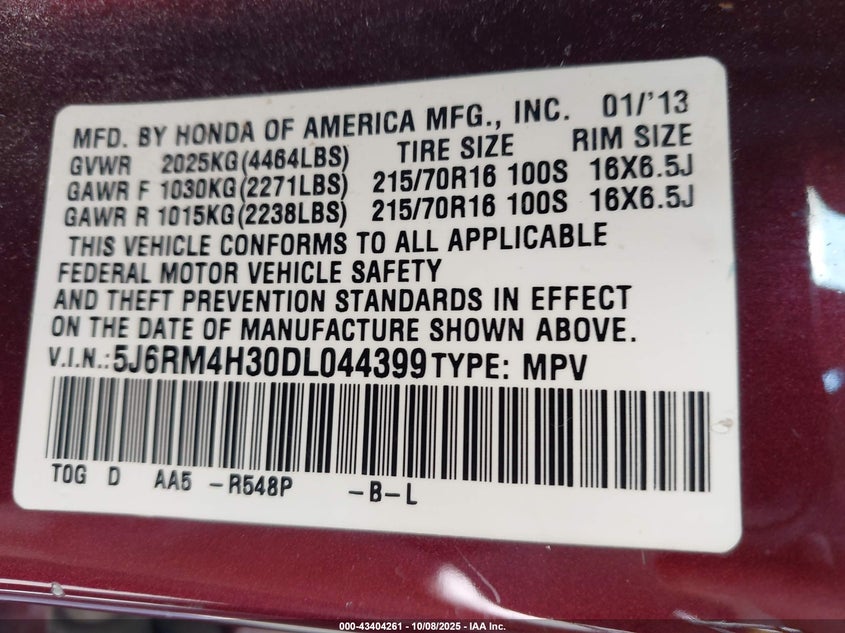 MFD. BY HONDA OF AMERICA MFG., INC. 01/'13
GVWR 2025KG(4464LBS) TIRE SIZE RIM SIZE
GAWR F 1030KG(2271LBS) 215/70R16 100S 16X6.5J
GAWR R 1015KG(2238LBS) 215/70R16 100S 16X6.5J
THIS VEHICLE CONFORMS TO ALL APPLICABLE
FEDERAL MOTOR VEHICLE SAFETY
AND THEFT PREVENTION STANDARDS IN EFFECT
ON THE DATE OF MANUFACTURE SHOWN ABOVE.
V.I.N.:5J6RM4H30DL044399 TYPE: MPV
TOG D AA5 -R548P -B-L
000-43404261 - 10/08/2025 - IAA Inc.